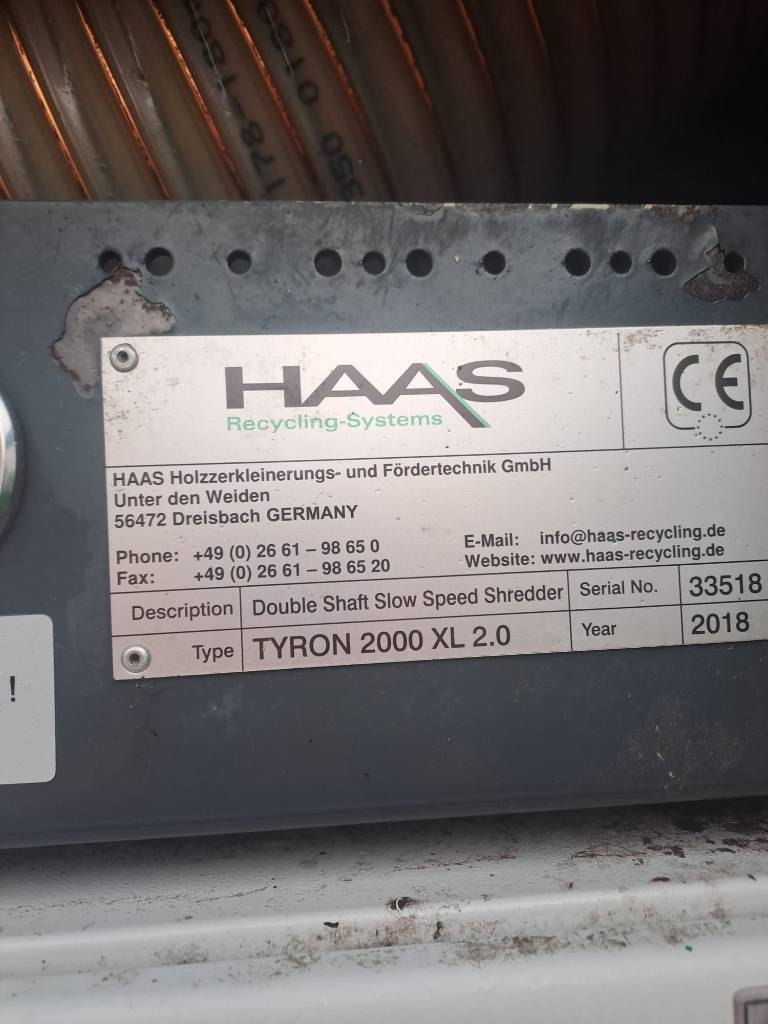 HAAS
Recycling-Systems
CE
HAAS Holzzerkleinerungs- und Fördertechnik GmbH
Unter den Weiden
56472 Dreisbach GERMANY
Phone: +49 (0) 26 61 – 98 65 0
Fax: +49 (0) 26 61 – 98 65 20
E-Mail: info@haas-recycling.de
Website: www.haas-recycling.de
Description Double Shaft Slow Speed Shredder Serial No. 33518
Type TYRON 2000 XL 2.0 Year 2018
!